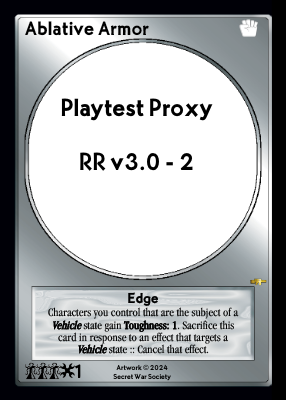 Ablative Armor
Playtest Proxy
RR v3.0 - 2
Edge
Characters you control that are the subject of a
Vehicle state gain Toughness: 1. Sacrifice this
card in response to an effect that targets a
Vehicle state :: Cancel that effect.
1
Artwork © 2024
Secret War Society